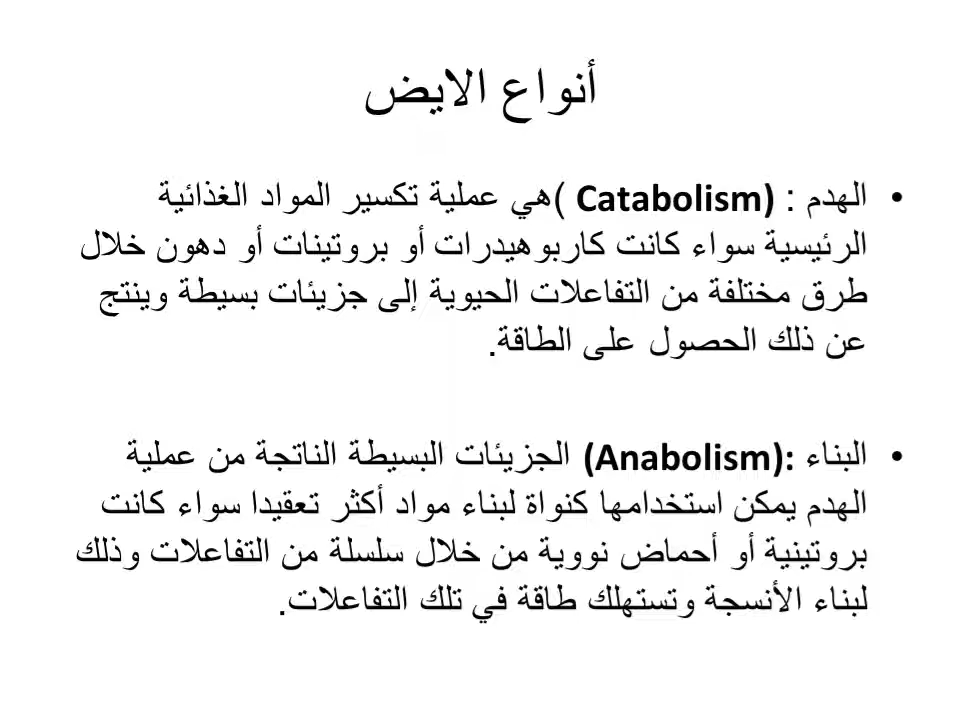 أنواع الايض
• الهدم : (Catabolism )هي عملية تكسير المواد الغذائية
الرئيسية سواء كانت كاربوهيدرات أو بروتينات أو دهون خلال
طرق مختلفة من التفاعلات الحيوية إلى جزيئات بسيطة وينتج
عن ذلك الحصول على الطاقة.
• البناء :(Anabolism) الجزيئات البسيطة الناتجة من عملية
الهدم يمكن استخدامها كنواة لبناء مواد أكثر تعقيدا سواء كانت
بروتينية أو أحماض نووية من خلال سلسلة من التفاعلات وذلك
لبناء الأنسجة وتستهلك طاقة في تلك التفاعلات.